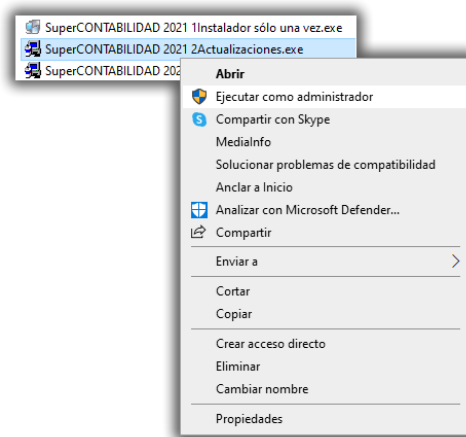 SuperCONTABILIDAD 2021 1Instalador sólo una vez.exe
SuperCONTABILIDAD 2021 2Actualizaciones.exe
SuperCONTABILIDAD 202
Abrir
Ejecutar como administrador
Compartir con Skype
MediaInfo
Solucionar problemas de compatibilidad
Anclar a Inicio
Analizar con Microsoft Defender...
Compartir
Enviar a
Cortar
Copiar
Crear acceso directo
Eliminar
Cambiar nombre
Propiedades